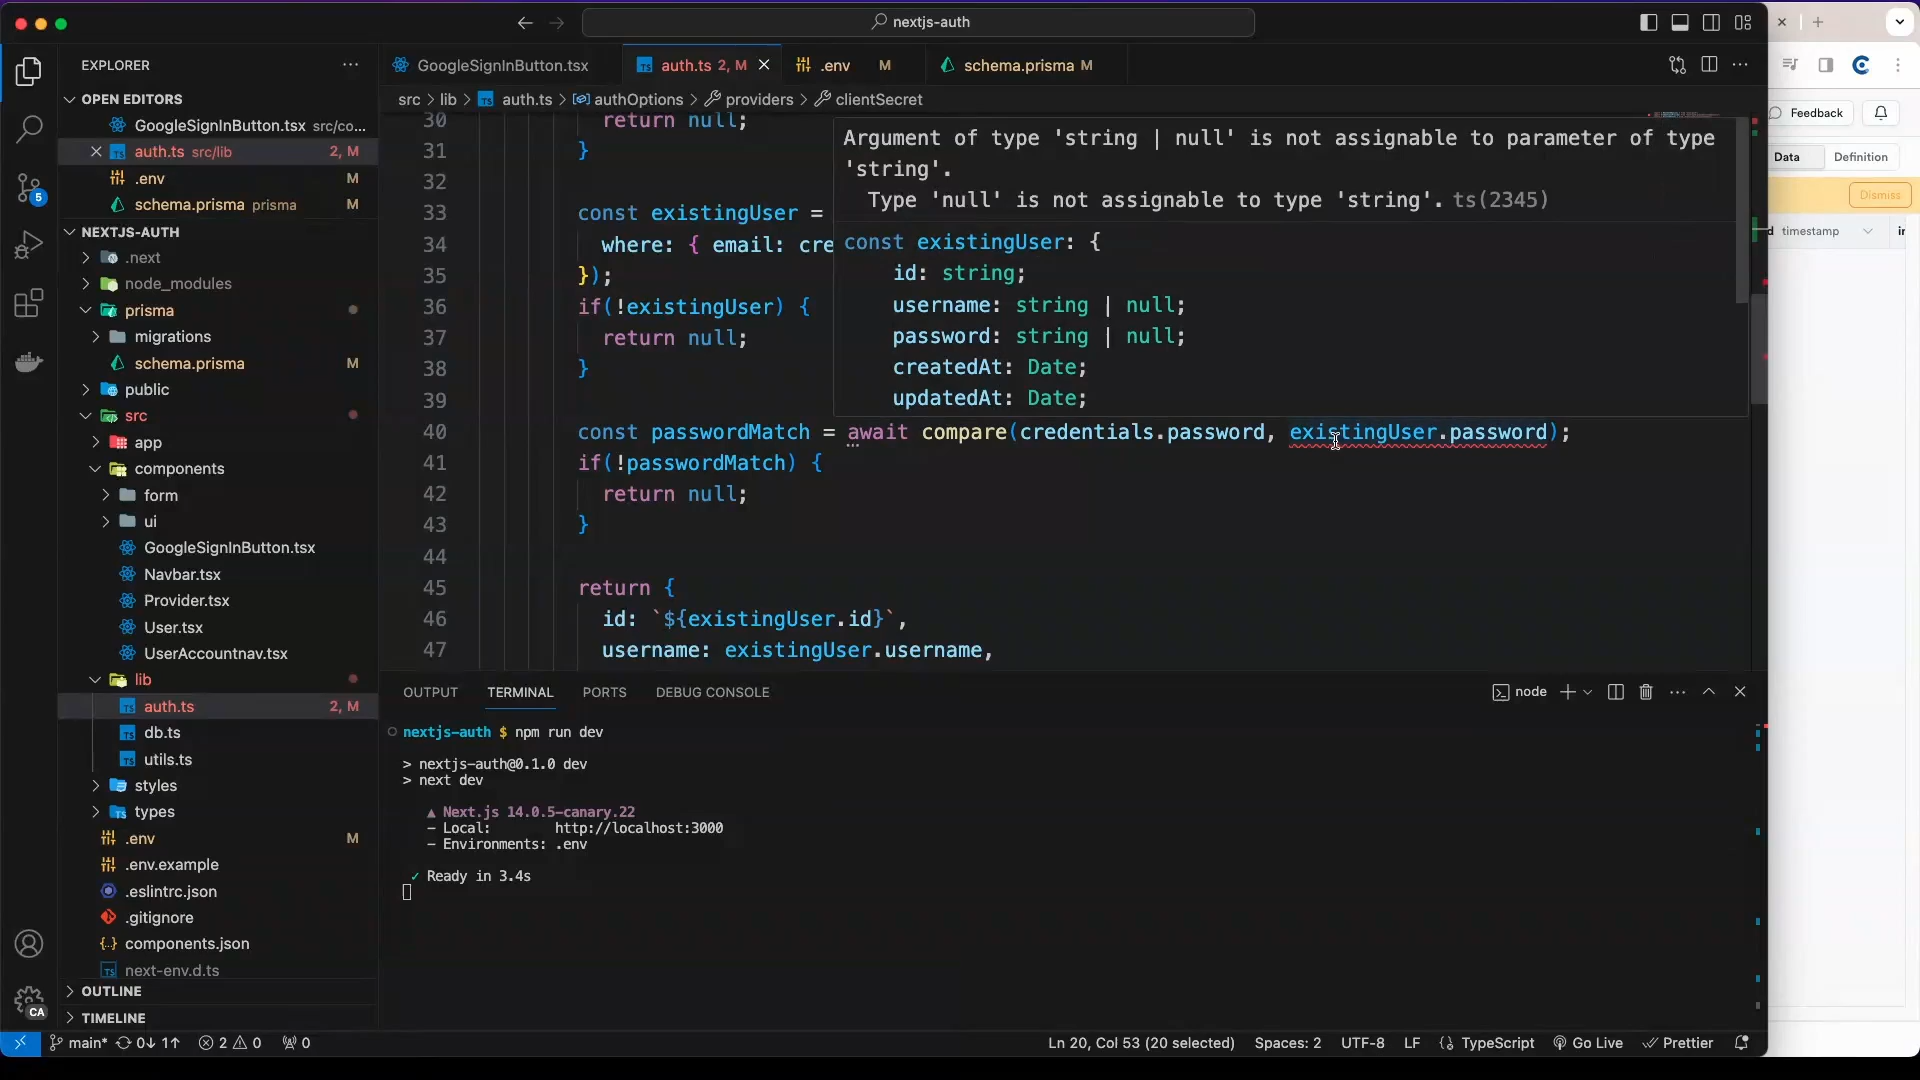 nextjs-auth
EXPLORER
OPEN EDITORS
GoogleSignInButton.tsx src/co...
auth.ts src/lib 2, M
.env M
schema.prisma prisma M
NEXTJS-AUTH
.next
node_modules
prisma
migrations
schema.prisma M
public
src
app
components
form
ui
GoogleSignInButton.tsx
Navbar.tsx
Provider.tsx
User.tsx
UserAccountnav.tsx
lib
auth.ts 2, M
db.ts
utils.ts
styles
types
.env M
.env.example
.eslintrc.json
.gitignore
components.json
next-env.d.ts
OUTLINE
TIMELINE
5
CA
GoogleSignInButton.tsx
auth.ts 2, M
.env M
schema.prisma M
src > lib > auth.ts > authOptions > providers > clientSecret
30 return null;
31 }
32
33 const existingUser =
34 where: { email: cre
35 });
36 if(!existingUser) {
37 return null;
38 }
39
40 const passwordMatch = await compare(credentials.password, existingUser.password);
41 if(!passwordMatch) {
42 return null;
43 }
44
45 return {
46 id: `${existingUser.id}`,
47 username: existingUser.username,
Argument of type 'string | null' is not assignable to parameter of type
'string'.
Type 'null' is not assignable to type 'string'. ts(2345)
const existingUser: {
id: string;
username: string | null;
password: string | null;
createdAt: Date;
updatedAt: Date;
OUTPUT TERMINAL PORTS DEBUG CONSOLE
node
nextjs-auth $ npm run dev
> nextjs-auth@0.1.0 dev
> next dev
▲ Next.js 14.0.5-canary.22
- Local: http://localhost:3000
- Environments: .env
✓ Ready in 3.4s
main* 0↓ 1↑ 2 0 0
Ln 20, Col 53 (20 selected) Spaces: 2 UTF-8 LF TypeScript Go Live Prettier
Feedback
Data Definition
Dismiss
timestamp